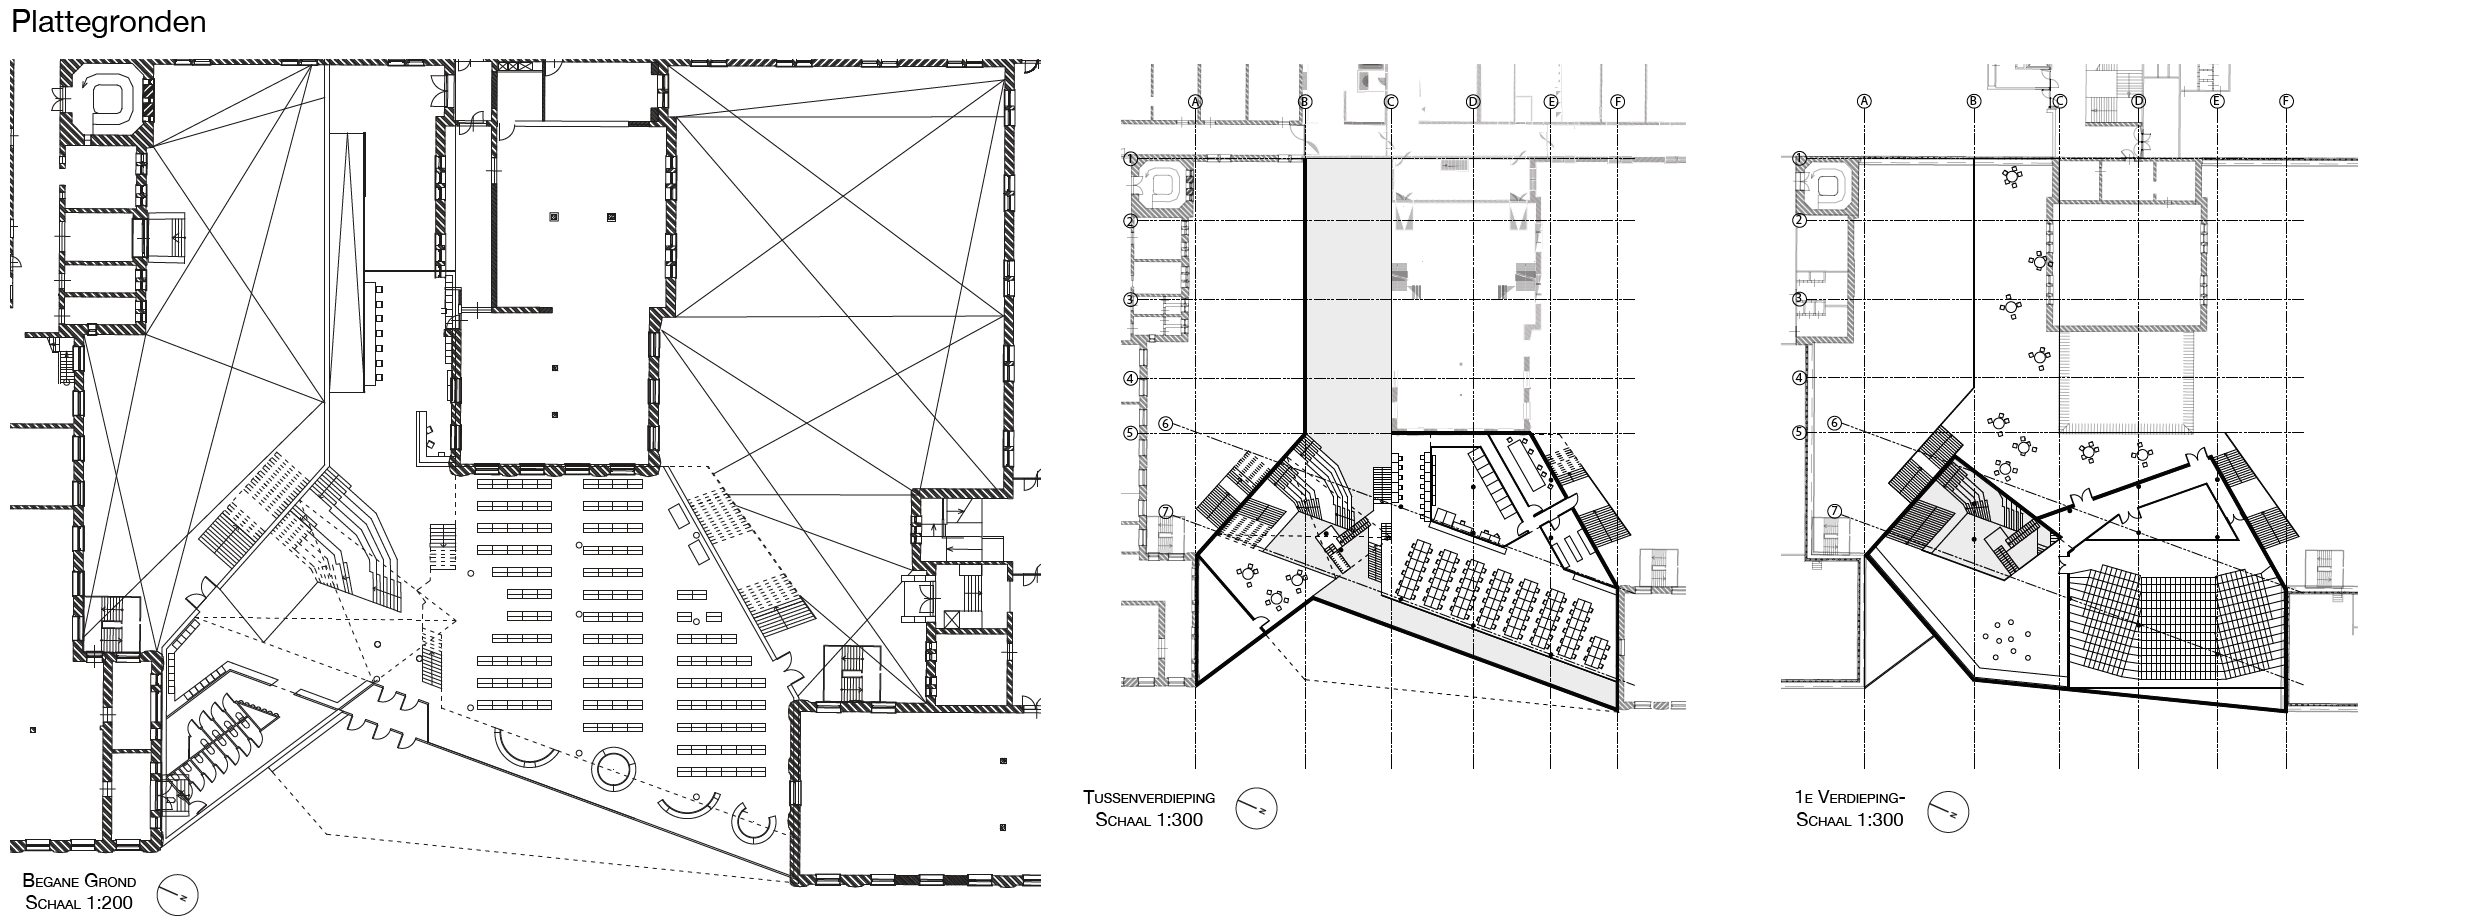 Plattegronden
A B C D E F
1
2
3
4
5
6
7
A B C D E F
1
2
3
4
5
6
7
Begane Grond
Schaal 1:200
N
Tussenverdieping
Schaal 1:300
N
1e Verdieping-
Schaal 1:300
N